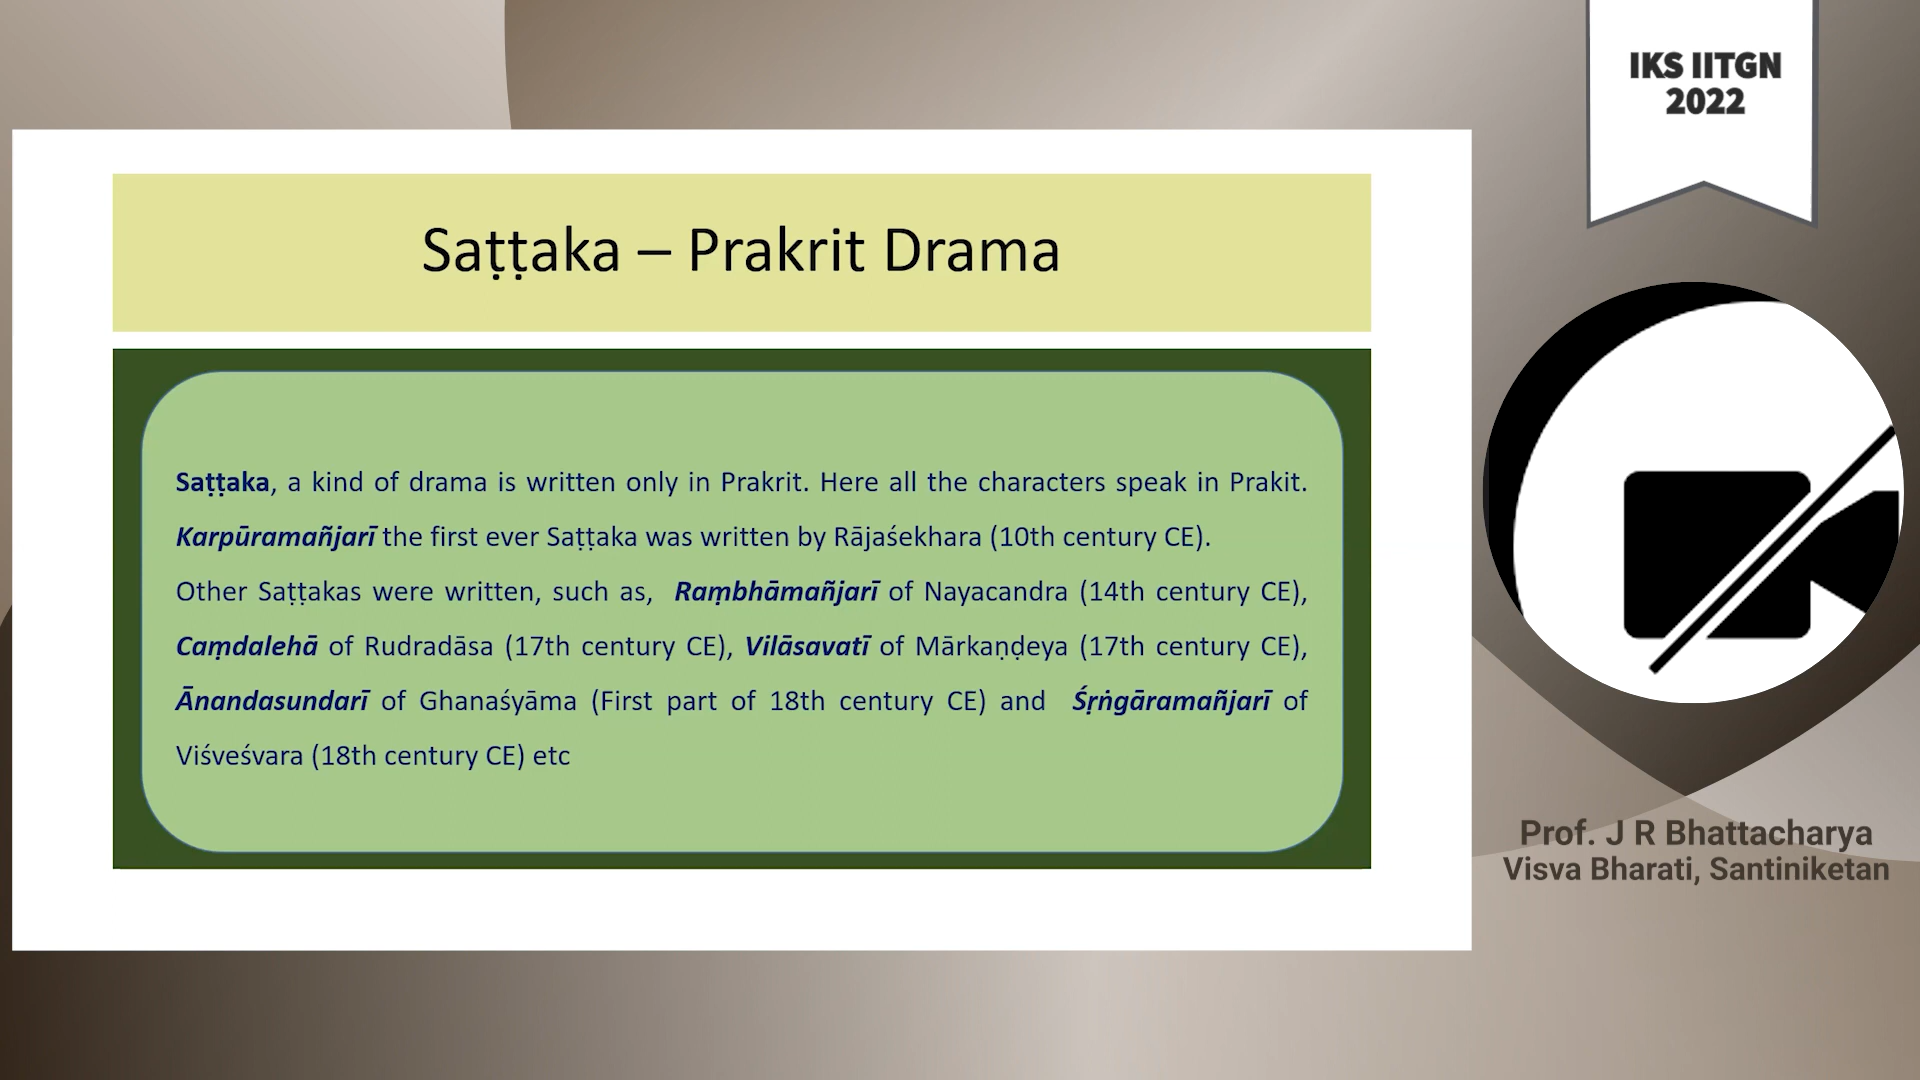 IKS IITGN
2022
Saṭṭaka – Prakrit Drama
Saṭṭaka, a kind of drama is written only in Prakrit. Here all the characters speak in Prakit.
Karpūramañjarī the first ever Saṭṭaka was written by Rājaśekhara (10th century CE).
Other Saṭṭakas were written, such as, Raṃbhāmañjarī of Nayacandra (14th century CE),
Caṃdalehā of Rudradāsa (17th century CE), Vilāsavatī of Mārkaṇḍeya (17th century CE),
Ānandasundarī of Ghanaśyāma (First part of 18th century CE) and Śṛṅgāramañjarī of
Viśveśvara (18th century CE) etc
Prof. J R Bhattacharya
Visva Bharati, Santiniketan